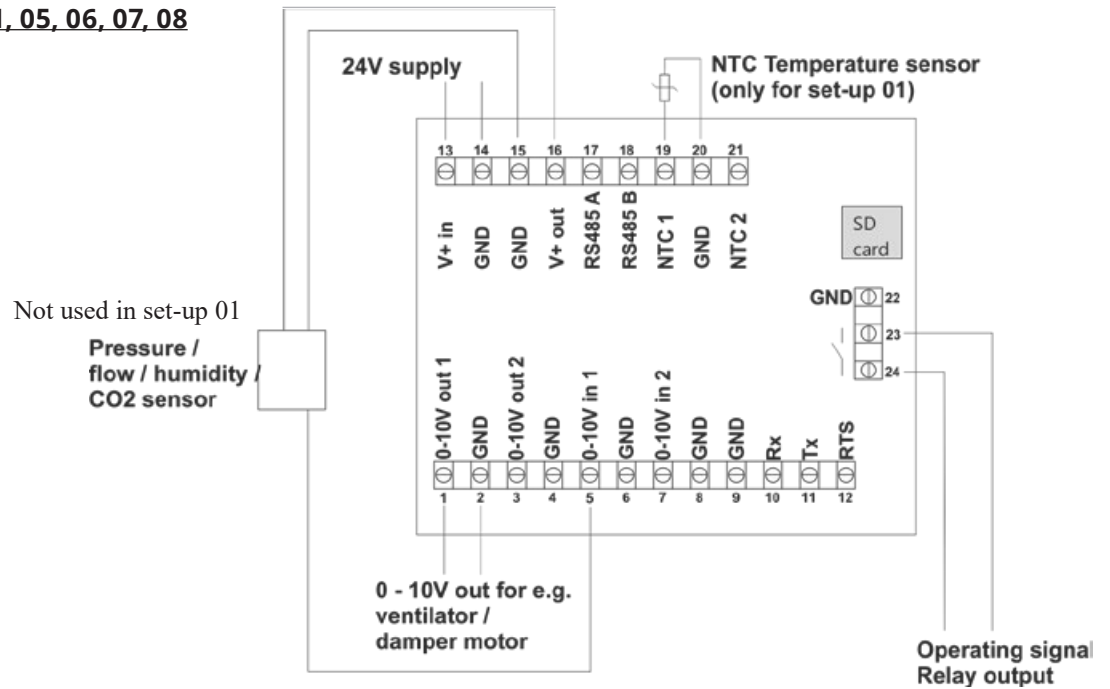 1, 05, 06, 07, 08
24V supply
NTC Temperature sensor
(only for set-up 01)
13 14 15 16 17 18 19 20 21
V+ in
GND
GND
V+ out
RS485 A
RS485 B
NTC 1
GND
NTC 2
SD
card
GND 22
23
24
Not used in set-up 01
Pressure /
flow / humidity /
CO2 sensor
0-10V out 1
GND
0-10V out 2
GND
0-10V in 1
GND
0-10V in 2
GND
GND
Rx
Tx
RTS
1 2 3 4 5 6 7 8 9 10 11 12
0 - 10V out for e.g.
ventilator /
damper motor
Operating signal
Relay output